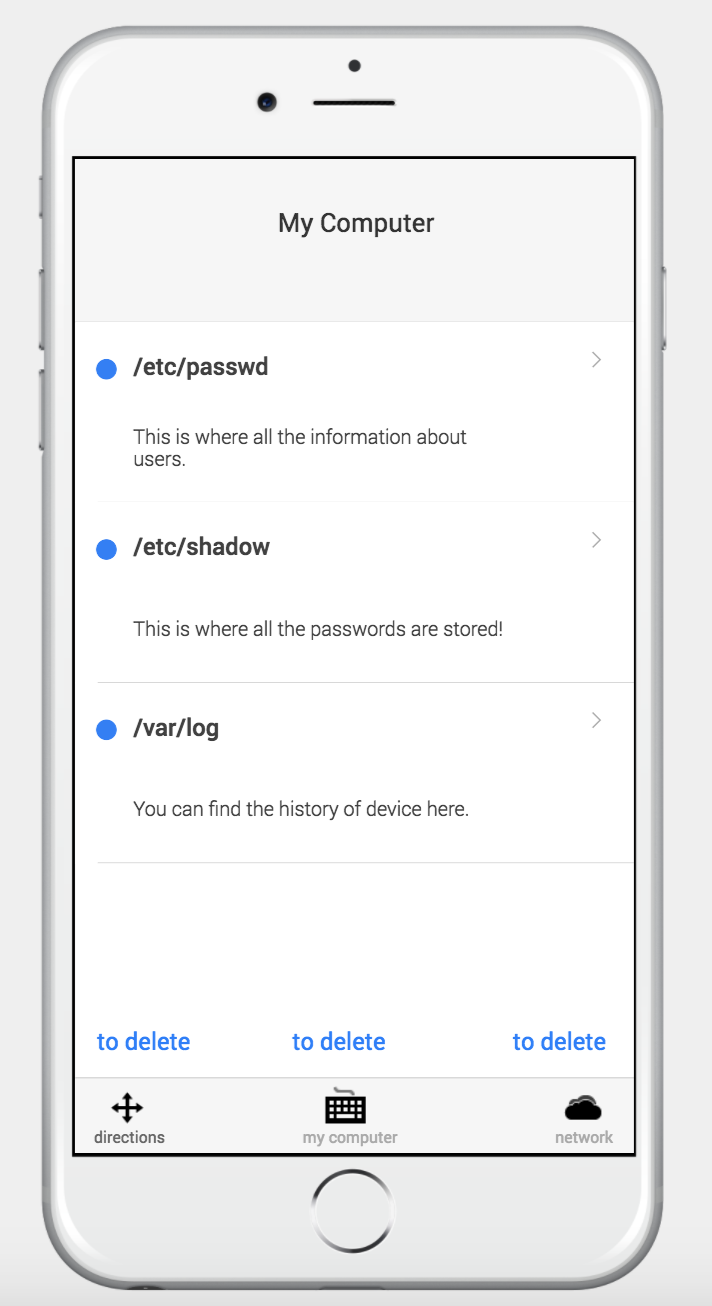 My Computer
/etc/passwd
This is where all the information about
users.
/etc/shadow
This is where all the passwords are stored!
/var/log
You can find the history of device here.
to delete to delete to delete
directions my computer network